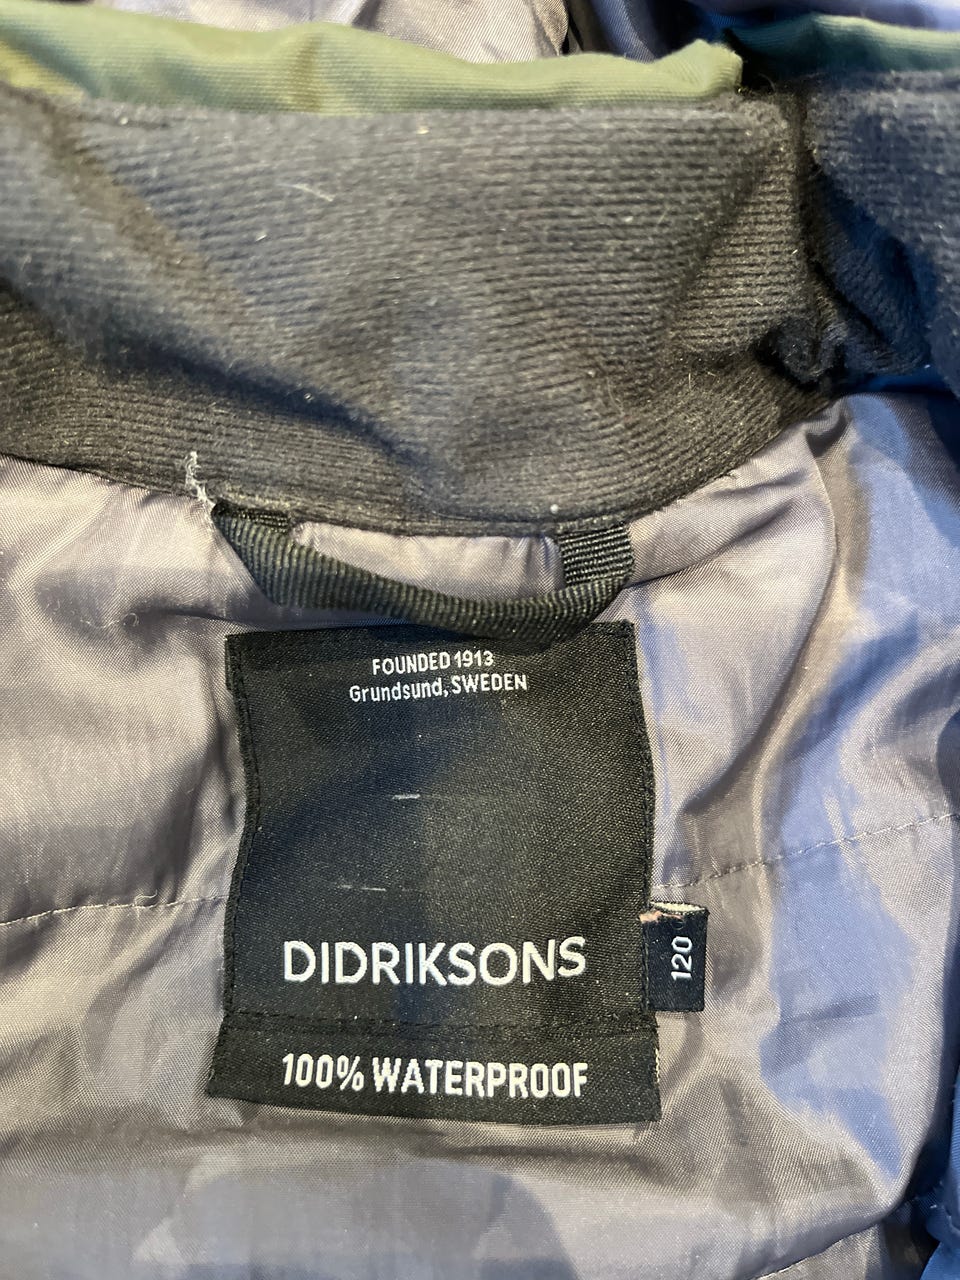 FOUNDED 1913
Grundsund, SWEDEN
DIDRIKSONS
120
100% WATERPROOF